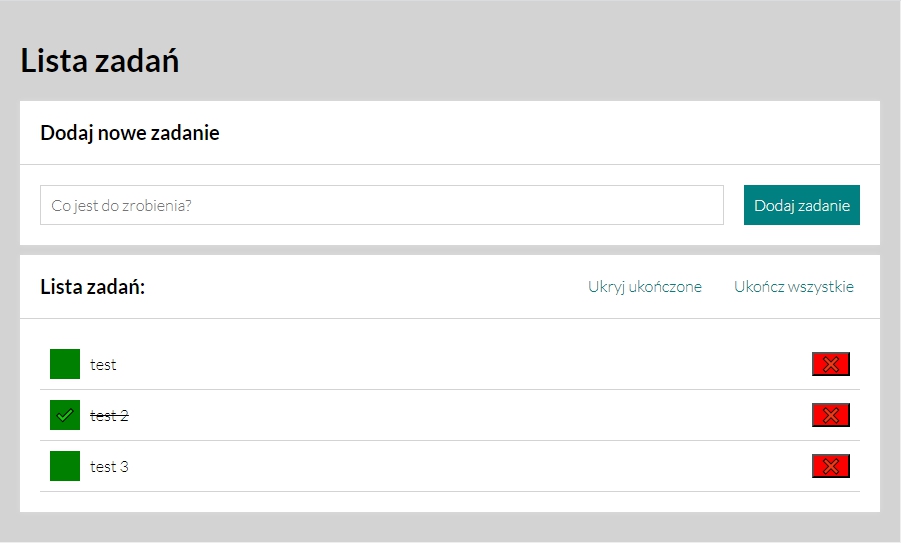 Lista zadań
Dodaj nowe zadanie
Co jest do zrobienia?
Dodaj zadanie
Lista zadań:
Ukryj ukończone
Ukończ wszystkie
test
test 2
test 3